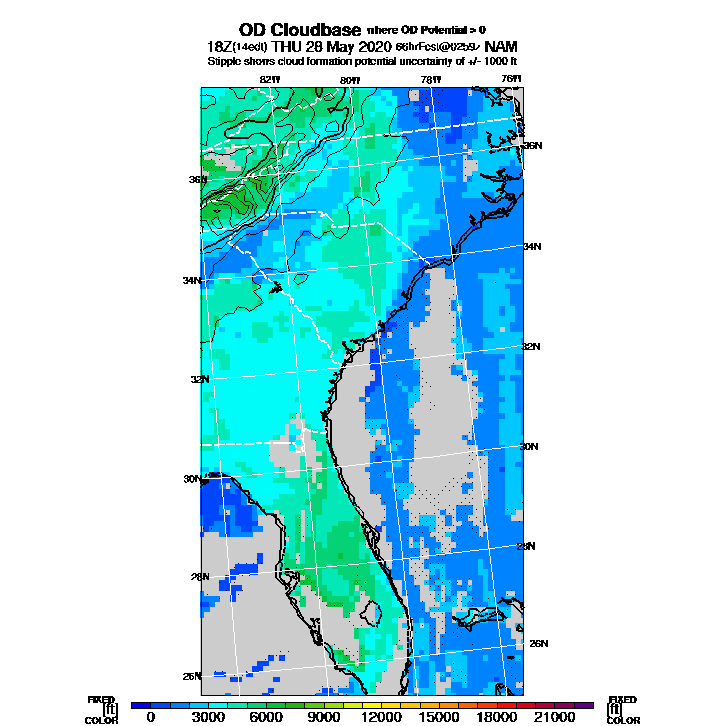 OD Cloudbase where OD Potential > 0
18Z(14edt) THU 28 May 2020 66hrFcst@0259z NAM
Stipple shows cloud formation potential uncertainty of +/- 1000 ft
82W 80W 78W 76W
36N
36N
34N
34N
32N
32N
30N
30N
28N
28N
26N
26N
FIXED FIXED
[ft] [ft]
COLOR COLOR
0 3000 6000 9000 12000 15000 18000 21000